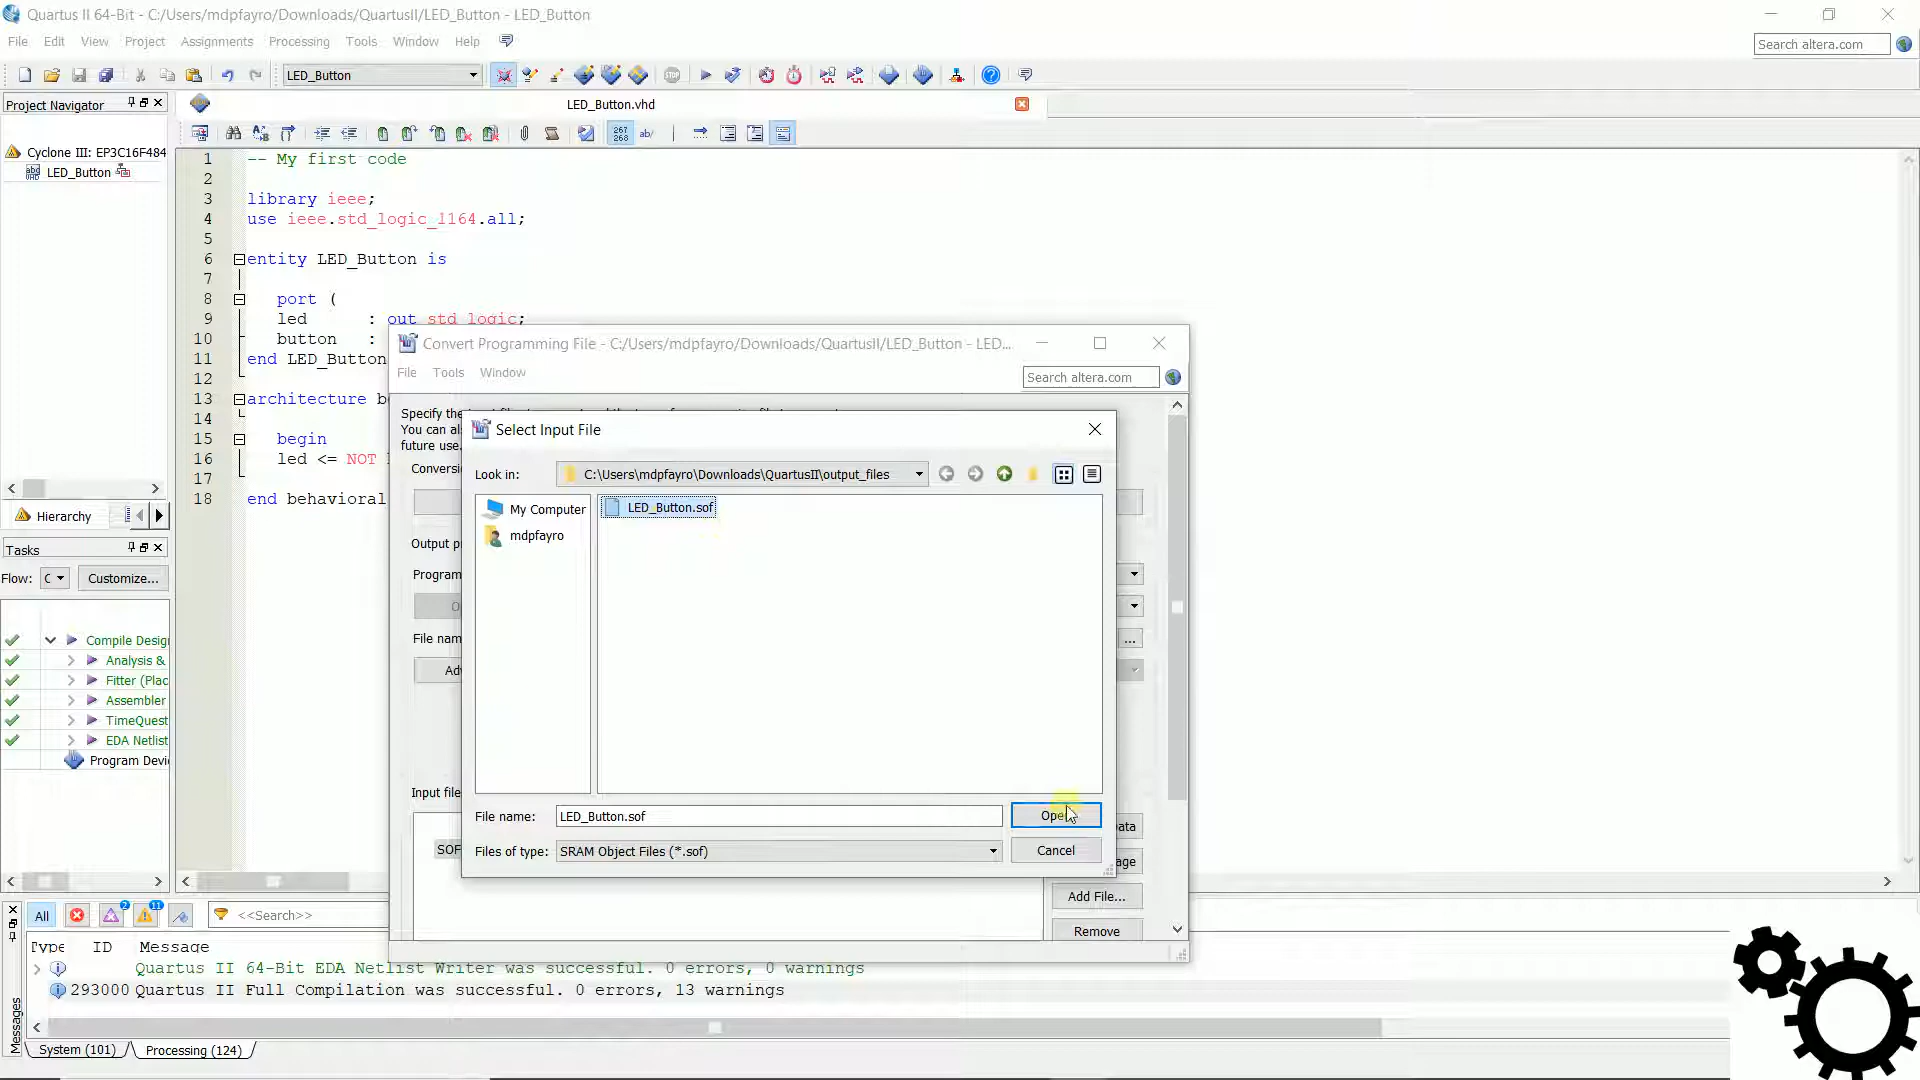 Quartus II 64-Bit - C:/Users/mdpfayro/Downloads/QuartusII/LED_Button - LED_Button
File Edit View Project Assignments Processing Tools Window Help
Search altera.com
LED_Button
Project Navigator
LED_Button.vhd
267
268
ab/
Cyclone III: EP3C16F484
LED_Button
1 -- My first code
2
3 library ieee;
4 use ieee.std_logic_1164.all;
5
6 entity LED_Button is
7
8 port (
9 led : out std_logic;
10 button :
11 end LED_Button
12
13 architecture b
14
15 begin
16 led <= NOT
17
18 end behavioral
Hierarchy
Tasks
Flow: C Customize...
Compile Desig
Analysis &
Fitter (Plac
Assembler
TimeQuest
EDA Netlist
Program Devi
Convert Programming File - C:/Users/mdpfayro/Downloads/QuartusII/LED_Button - LED...
File Tools Window
Search altera.com
Specify the
You can al
future use.
Conversi
Output p
Program
O
File nam
Adv
...
Input file
SOF
ata
age
Add File...
Remove
Select Input File
Look in: C:\Users\mdpfayro\Downloads\QuartusII\output_files
My Computer
mdpfayro
LED_Button.sof
File name: LED_Button.sof
Open
Files of type: SRAM Object Files (*.sof)
Cancel
All
2
11
<<Search>>
Type ID Message
Quartus II 64-Bit EDA Netlist Writer was successful. 0 errors, 0 warnings
293000 Quartus II Full Compilation was successful. 0 errors, 13 warnings
Messages
System (101) Processing (124)